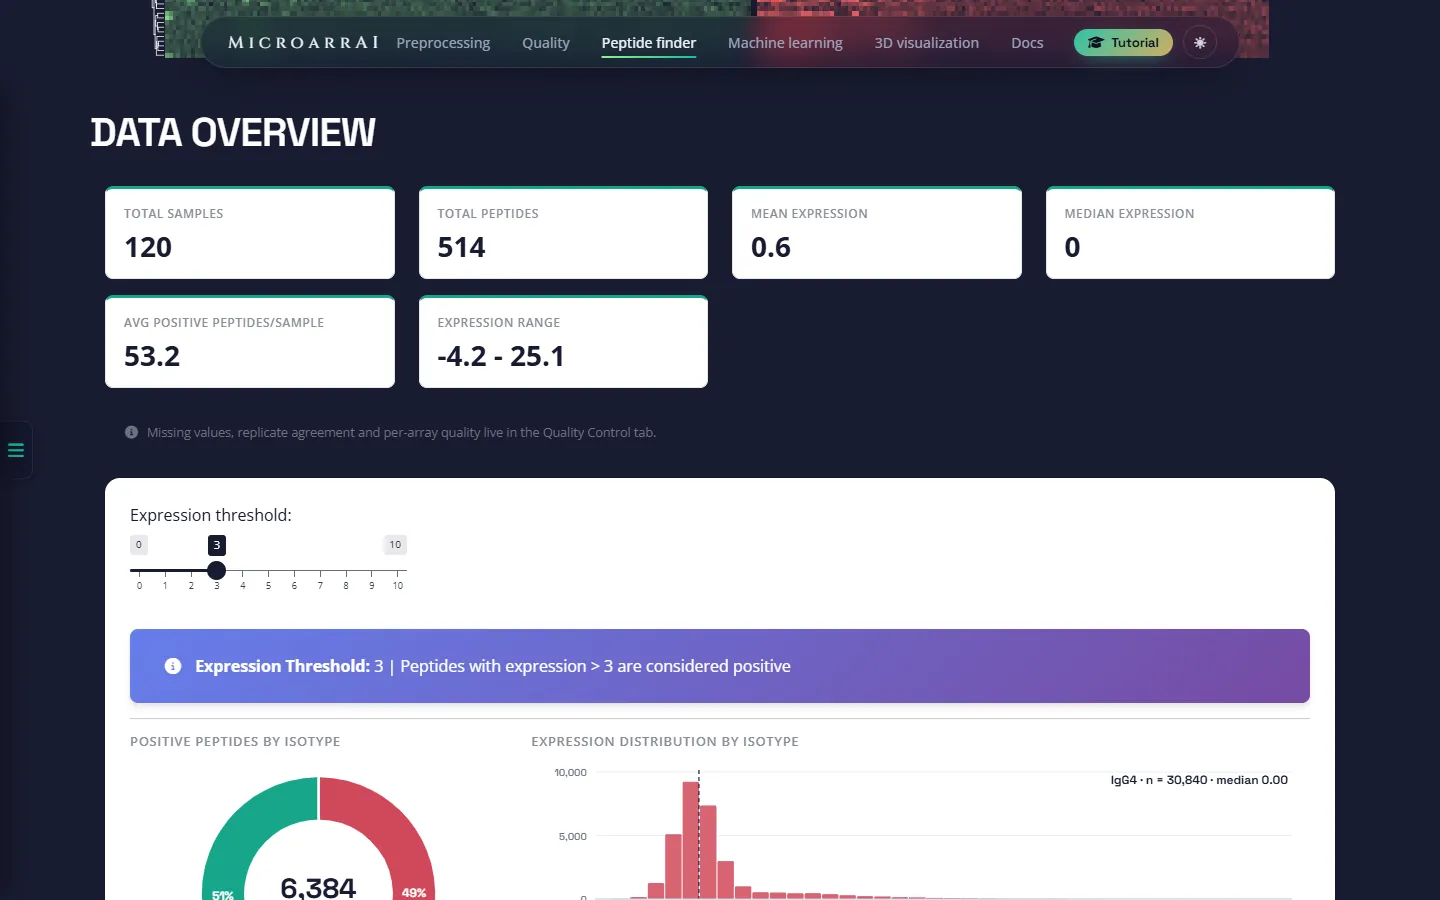 MICROARRAI Preprocessing Quality Peptide finder Machine learning 3D visualization Docs Tutorial
DATA OVERVIEW
TOTAL SAMPLES
120
TOTAL PEPTIDES
514
MEAN EXPRESSION
0.6
MEDIAN EXPRESSION
0
AVG POSITIVE PEPTIDES/SAMPLE
53.2
EXPRESSION RANGE
-4.2 - 25.1
Missing values, replicate agreement and per-array quality live in the Quality Control tab.
Expression threshold:
0 3 10
0 1 2 3 4 5 6 7 8 9 10
Expression Threshold: 3 | Peptides with expression > 3 are considered positive
POSITIVE PEPTIDES BY ISOTYPE
51%
6,384
49%
EXPRESSION DISTRIBUTION BY ISOTYPE
10,000
IgG4 · n = 30,840 · median 0.00
5,000
0